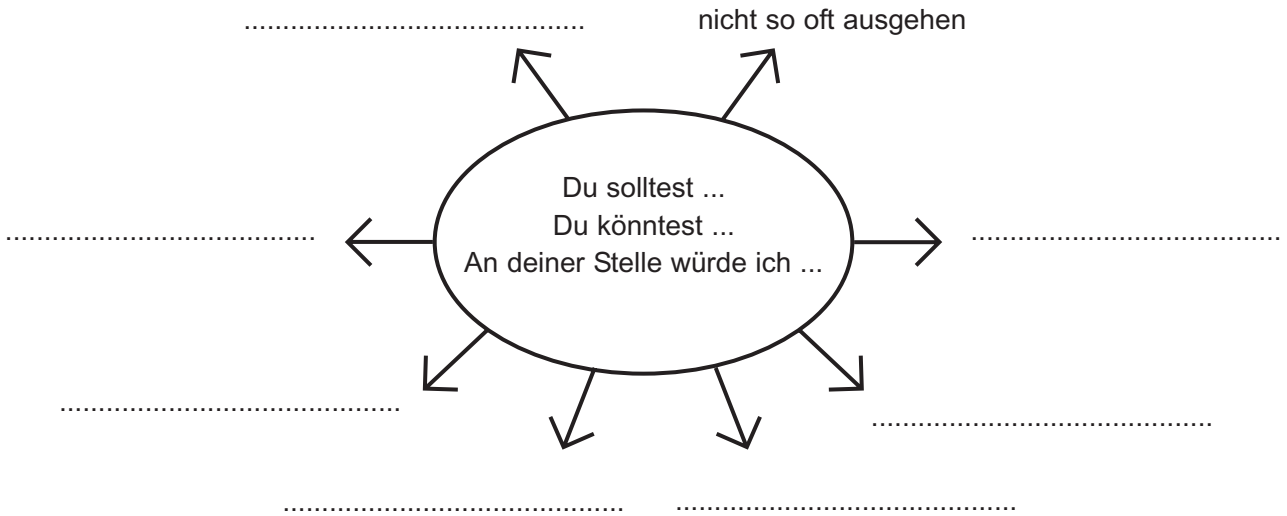 ........................................... nicht so oft ausgehen
Du solltest ...
Du könntest ...
An deiner Stelle würde ich ...
....................................... .......................................
........................................... ...........................................
........................................... ...........................................